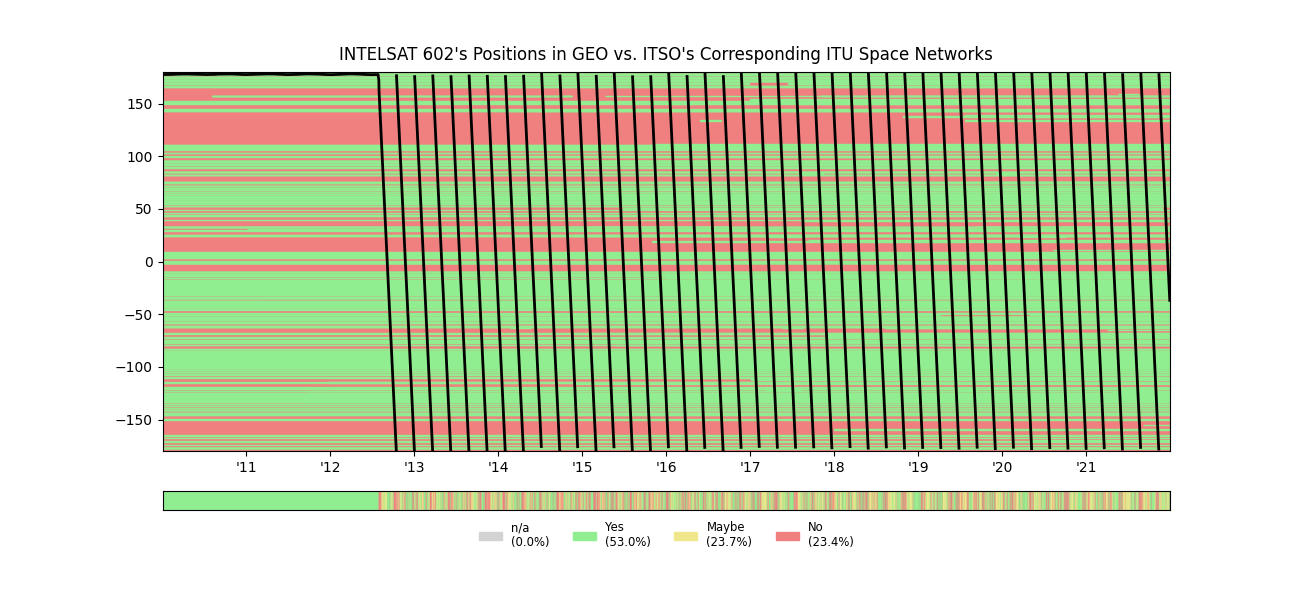 INTELSAT 602's Positions in GEO vs. ITSO's Corresponding ITU Space Networks
150
100
50
0
−50
−100
−150
'11 '12 '13 '14 '15 '16 '17 '18 '19 '20 '21
n/a Yes Maybe No
(0.0%) (53.0%) (23.7%) (23.4%)